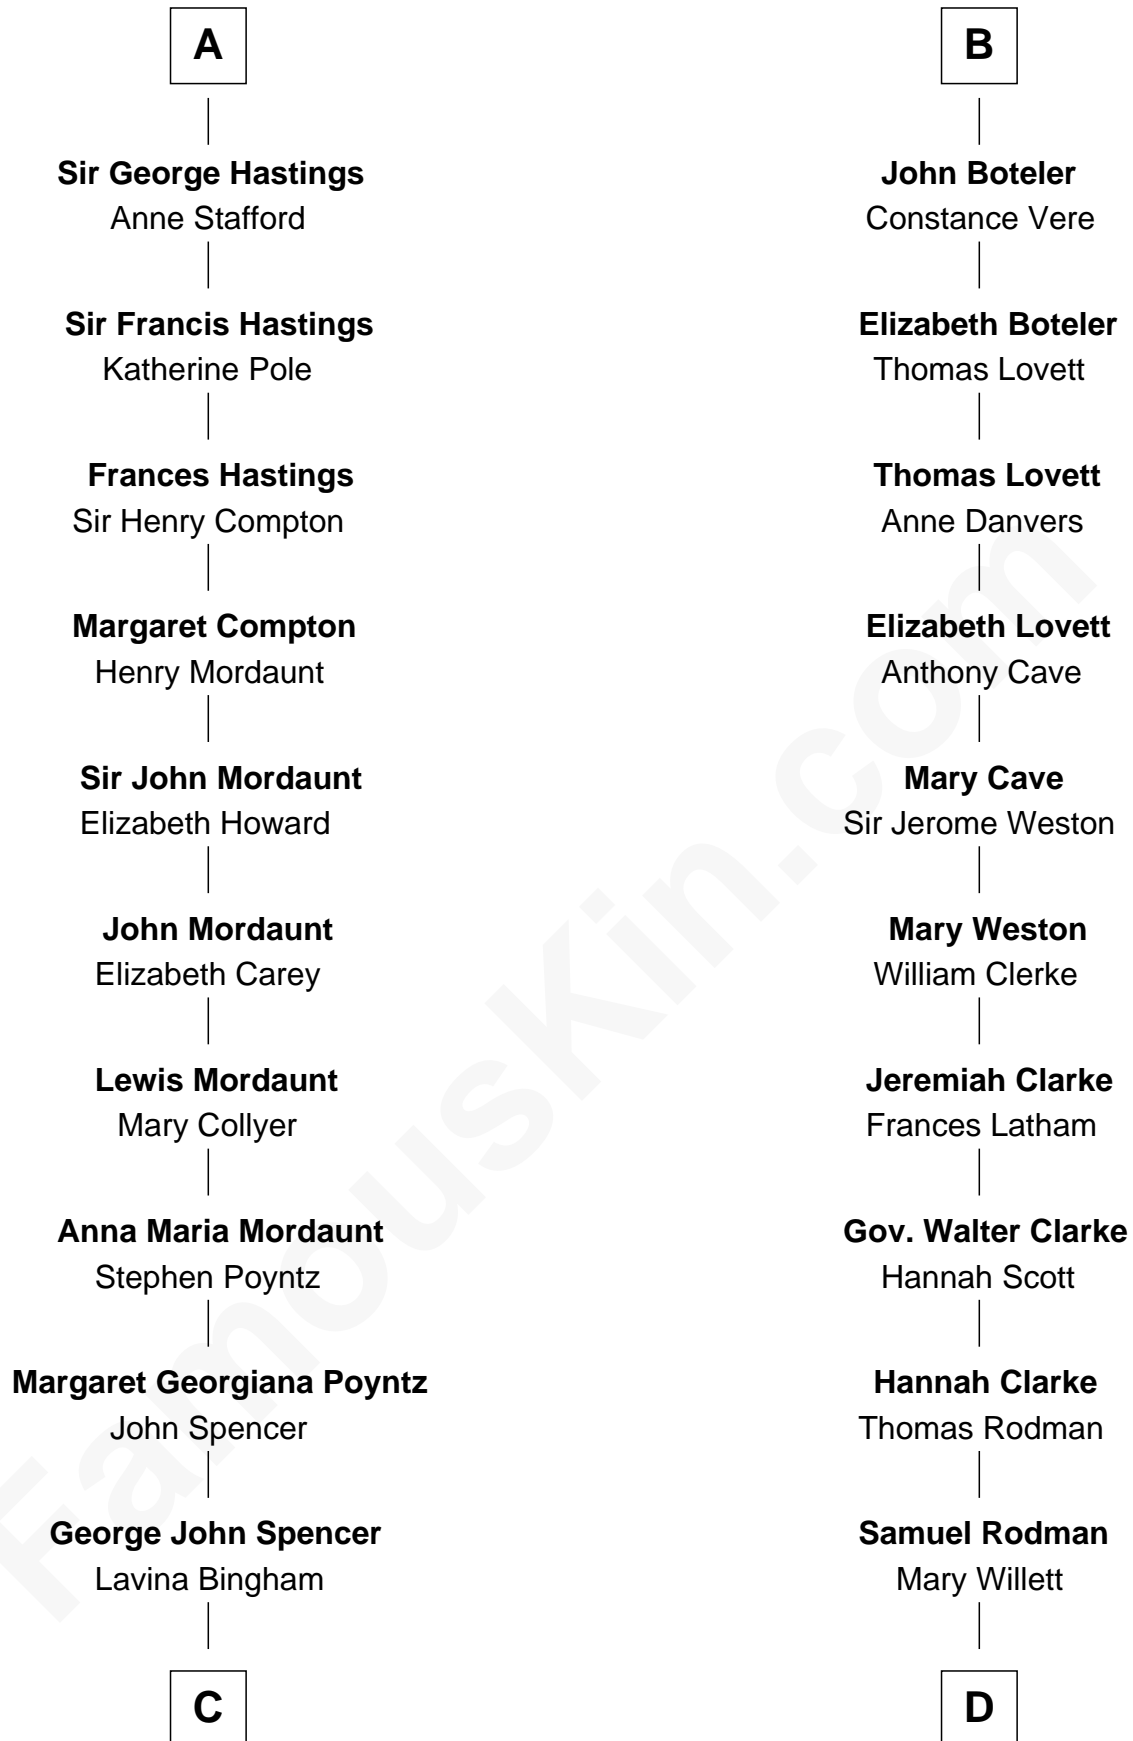 A
Sir George Hastings
Anne Stafford
Sir Francis Hastings
Katherine Pole
Frances Hastings
Sir Henry Compton
Margaret Compton
Henry Mordaunt
Sir John Mordaunt
Elizabeth Howard
John Mordaunt
Elizabeth Carey
Lewis Mordaunt
Mary Collyer
Anna Maria Mordaunt
Stephen Poyntz
Margaret Georgiana Poyntz
John Spencer
George John Spencer
Lavina Bingham
C
B
John Boteler
Constance Vere
Elizabeth Boteler
Thomas Lovett
Thomas Lovett
Anne Danvers
Elizabeth Lovett
Anthony Cave
Mary Cave
Sir Jerome Weston
Mary Weston
William Clerke
Jeremiah Clarke
Frances Latham
Gov. Walter Clarke
Hannah Scott
Hannah Clarke
Thomas Rodman
Samuel Rodman
Mary Willett
D
FamousKin.com